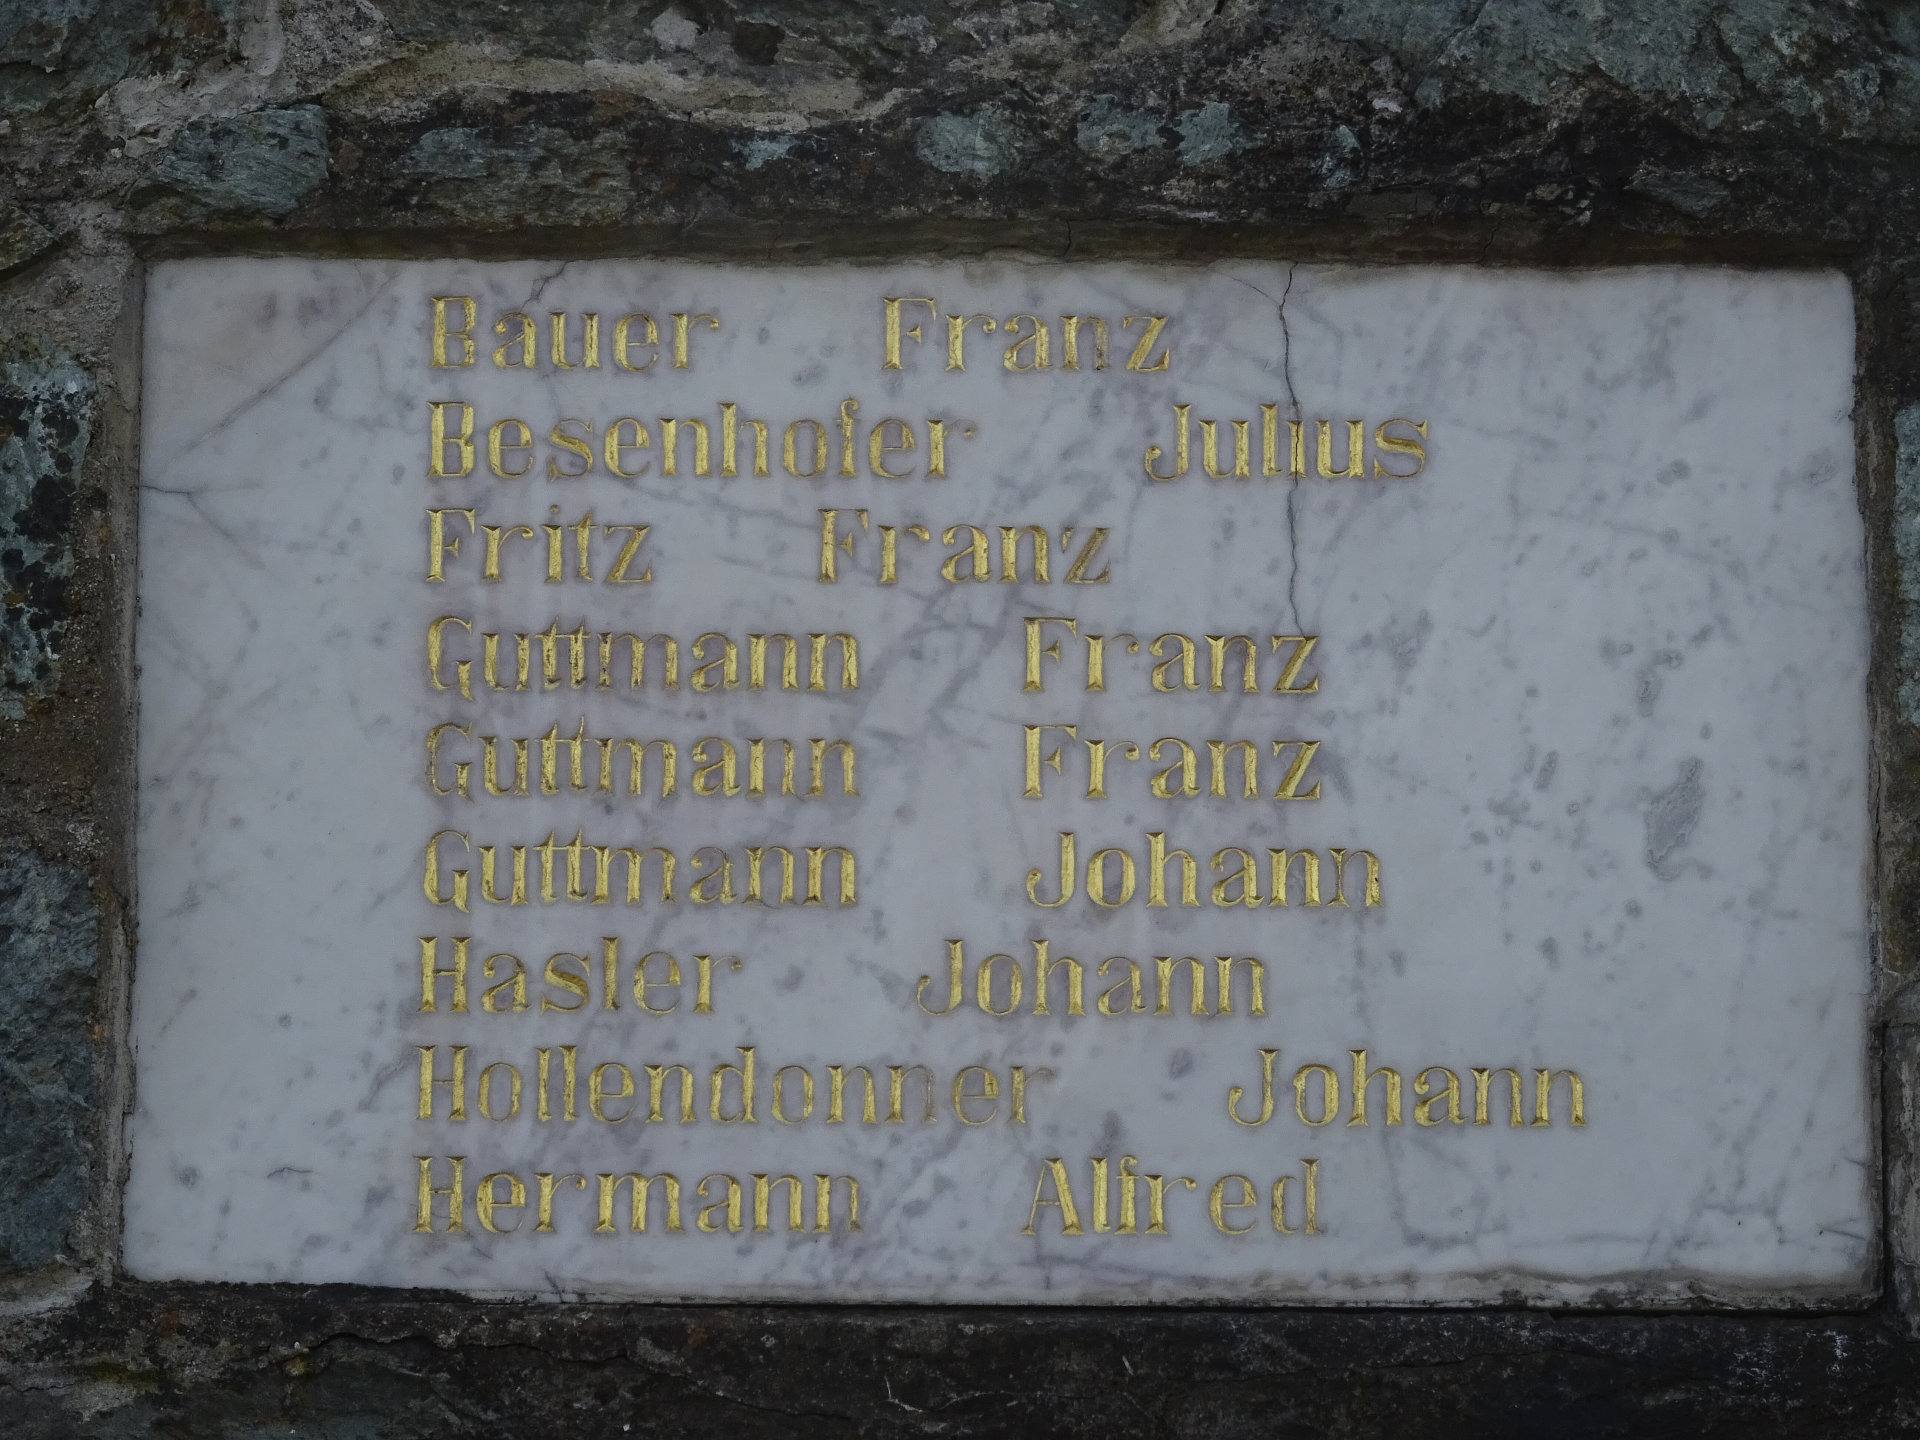 Bauer Franz
Besenhofer Julius
Fritz Franz
Guttmann Franz
Guttmann Franz
Guttmann Johann
Hasler Johann
Hollendonner Johann
Hermann Alfred